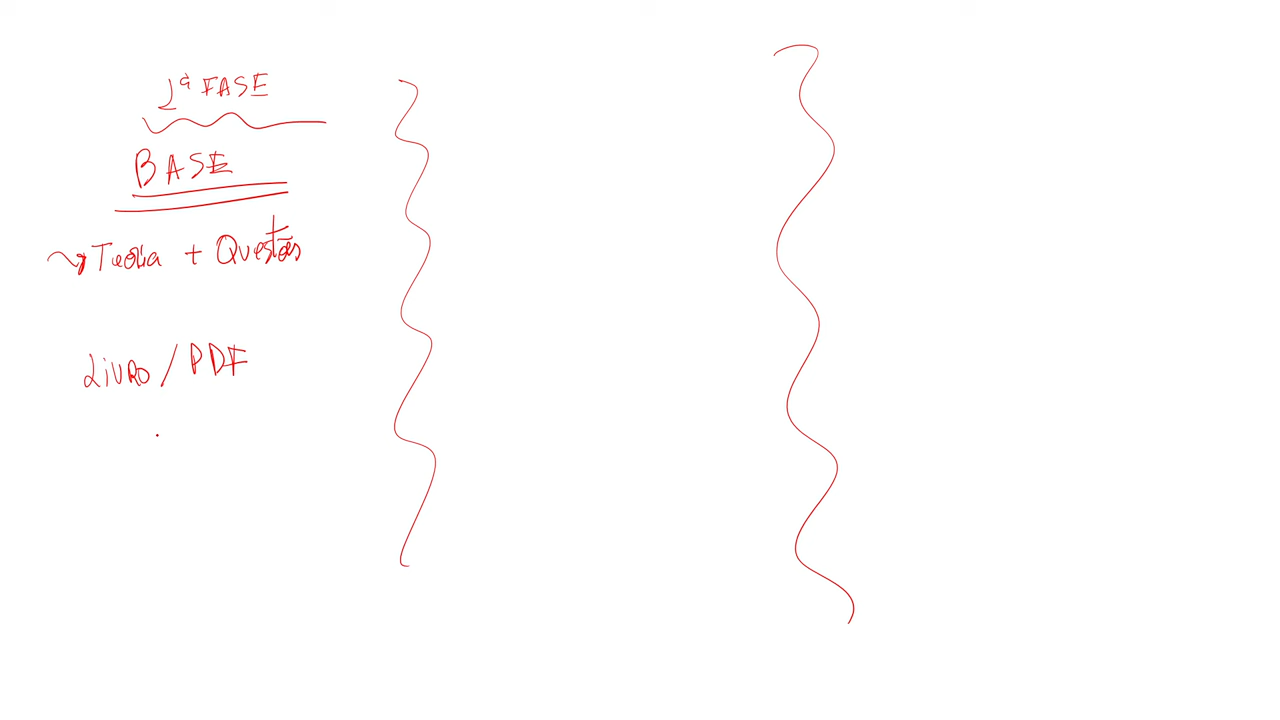 1ª FASE
BASE
Teoria + Questões
LIVRO / PDF